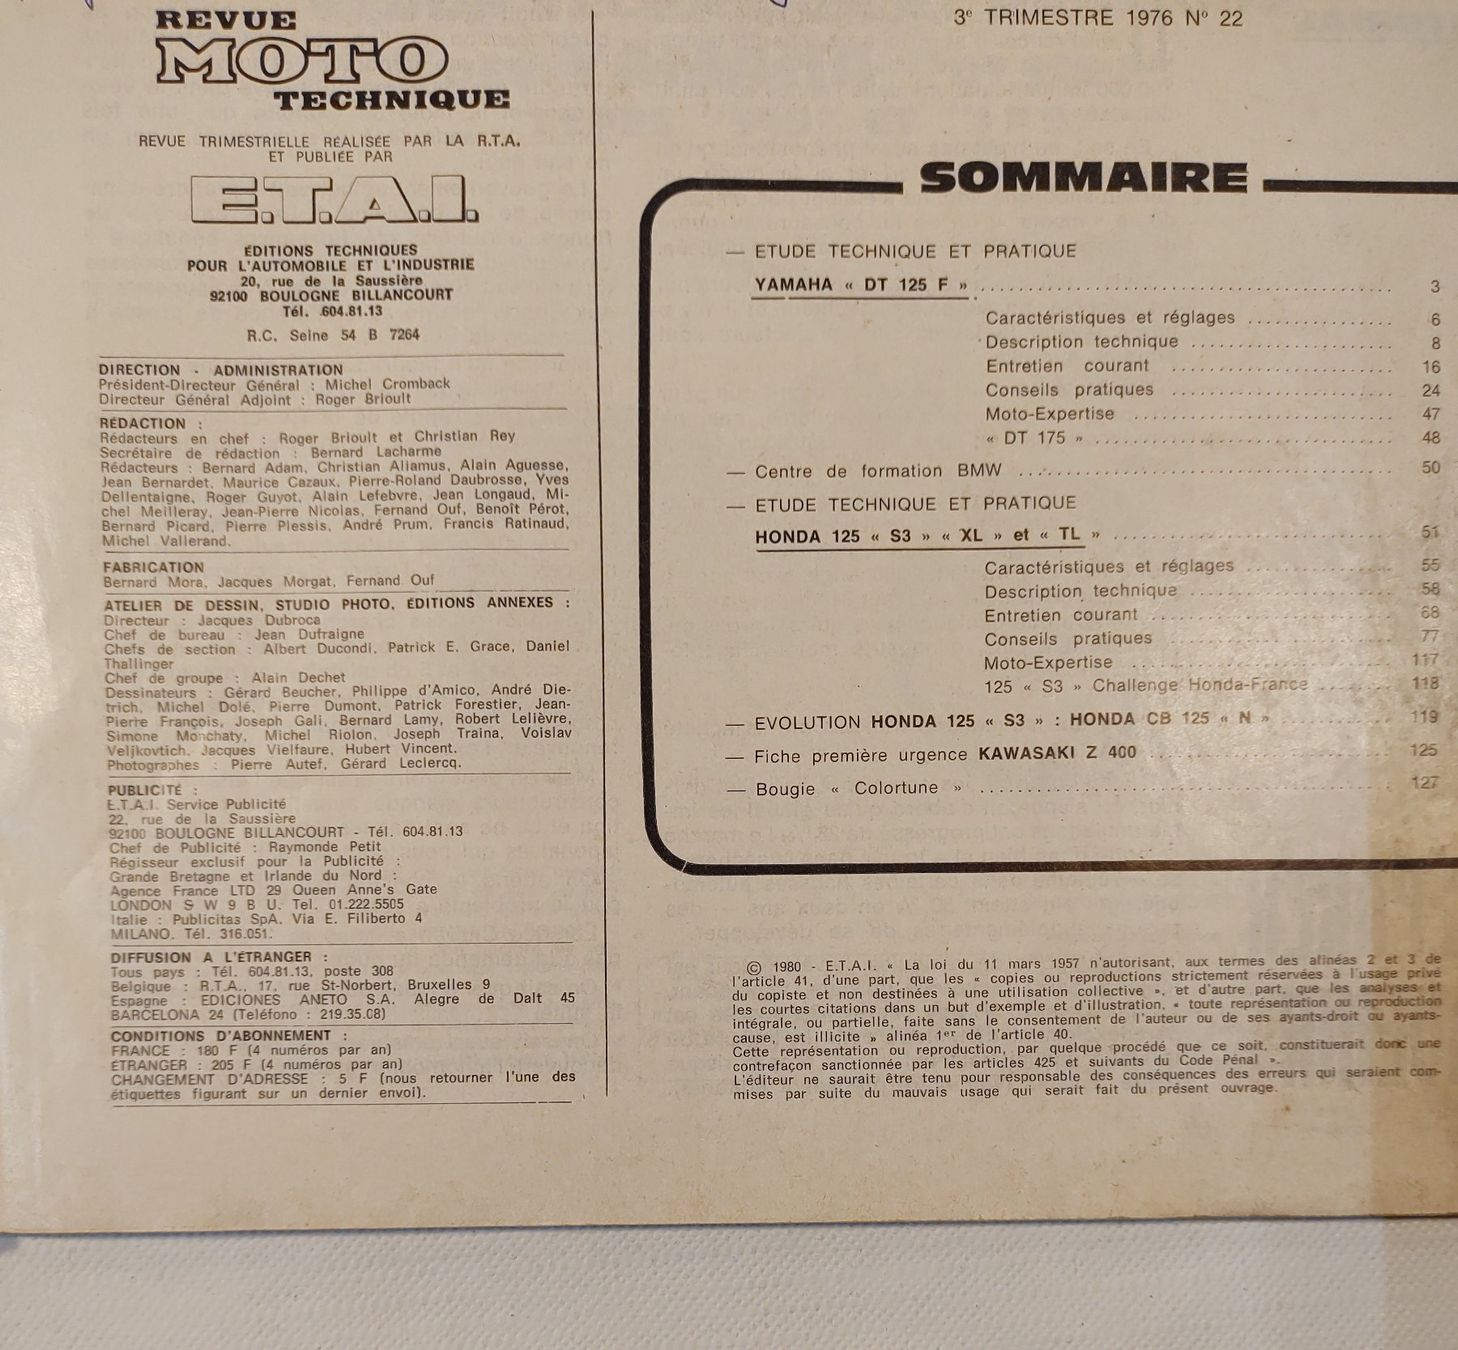 REVUE
MOTO
TECHNIQUE
REVUE TRIMESTRIELLE RÉALISÉE PAR LA R.T.A.
ET PUBLIÉE PAR
E.T.A.I.
ÉDITIONS TECHNIQUES
POUR L'AUTOMOBILE ET L'INDUSTRIE
20, rue de la Saussière
92100 BOULOGNE BILLANCOURT
Tél. 604.81.13
R.C. Seine 54 B 7264
DIRECTION - ADMINISTRATION
Président-Directeur Général : Michel Cromback
Directeur Général Adjoint : Roger Brioult
RÉDACTION :
Rédacteurs en chef : Roger Brioult et Christian Rey
Secrétaire de rédaction : Bernard Lacharme
Rédacteurs : Bernard Adam, Christian Allamus, Alain Aguesse,
Jean Bernardet, Maurice Cazaux, Pierre-Roland Daubrosse, Yves
Dellentaigne, Roger Guyot, Alain Lefebvre, Jean Longaud, Mi-
chel Meilleray, Jean-Pierre Nicolas, Fernand Ouf, Benoît Pérot,
Bernard Picard, Pierre Plessis, André Prum, Francis Ratinaud,
Michel Vallerand.
FABRICATION
Bernard Mora, Jacques Morgat, Fernand Ouf
ATELIER DE DESSIN, STUDIO PHOTO, ÉDITIONS ANNEXES :
Directeur : Jacques Dubroca
Chef de bureau : Jean Dufraigne
Chefs de section : Albert Ducondi, Patrick E. Grace, Daniel
Thallinger
Chef de groupe : Alain Dechet
Dessinateurs : Gérard Beucher, Philippe d'Amico, André Die-
trich, Michel Dolé, Pierre Dumont, Patrick Forestier, Jean-
Pierre François, Joseph Gali, Bernard Lamy, Robert Lelièvre,
Simone Monchaty, Michel Riolon, Joseph Traina, Voislav
Veljkovtich, Jacques Vielfaure, Hubert Vincent.
Photographes : Pierre Autef, Gérard Leclercq.
PUBLICITÉ :
E.T.A.I. Service Publicité
22, rue de la Saussière
92100 BOULOGNE BILLANCOURT - Tél. 604.81.13
Chef de Publicité : Raymonde Petit
Régisseur exclusif pour la Publicité :
Grande Bretagne et Irlande du Nord :
Agence France LTD 29 Queen Anne's Gate
LONDON S W 9 B U. Tel. 01.222.5505
Italie : Publicitas SpA. Via E. Filiberto 4
MILANO. Tél. 316.051.
DIFFUSION A L'ÉTRANGER :
Tous pays : Tél. 604.81.13, poste 308
Belgique : R.T.A., 17, rue St-Norbert, Bruxelles 9
Espagne : EDICIONES ANETO S.A. Alegre de Dalt 45
BARCELONA 24 (Teléfono : 219.35.08)
CONDITIONS D'ABONNEMENT :
FRANCE : 180 F (4 numéros par an)
ÉTRANGER : 205 F (4 numéros par an)
CHANGEMENT D'ADRESSE : 5 F (nous retourner l'une des
étiquettes figurant sur un dernier envoi).
3e TRIMESTRE 1976 No 22
SOMMAIRE
— ETUDE TECHNIQUE ET PRATIQUE
YAMAHA « DT 125 F » ........ 3
Caractéristiques et réglages ........ 6
Description technique ........ 8
Entretien courant ........ 16
Conseils pratiques ........ 24
Moto-Expertise ........ 47
« DT 175 » ........ 48
— Centre de formation BMW ........ 50
— ETUDE TECHNIQUE ET PRATIQUE
HONDA 125 « S3 » « XL » et « TL » ........ 51
Caractéristiques et réglages ........ 55
Description technique ........ 58
Entretien courant ........ 68
Conseils pratiques ........ 77
Moto-Expertise ........ 117
125 « S3 » Challenge Honda-France ........ 118
— EVOLUTION HONDA 125 « S3 » : HONDA CB 125 « N » ........ 119
— Fiche première urgence KAWASAKI Z 400 ........ 125
— Bougie « Colortune » ........ 127
© 1980 - E.T.A.I. « La loi du 11 mars 1957 n'autorisant, aux termes des alinéas 2 et 3 de
l'article 41, d'une part, que les « copies ou reproductions strictement réservées à l'usage privé
du copiste et non destinées à une utilisation collective », et d'autre part, que les analyses et
les courtes citations dans un but d'exemple et d'illustration, « toute représentation ou reproduction
intégrale, ou partielle, faite sans le consentement de l'auteur ou de ses ayants-droit ou ayants-
cause, est illicite » alinéa 1er de l'article 40.
Cette représentation ou reproduction, par quelque procédé que ce soit, constituerait donc une
contrefaçon sanctionnée par les articles 425 et suivants du Code Pénal ».
L'éditeur ne saurait être tenu pour responsable des conséquences des erreurs qui seraient com-
mises par suite du mauvais usage qui serait fait du présent ouvrage.